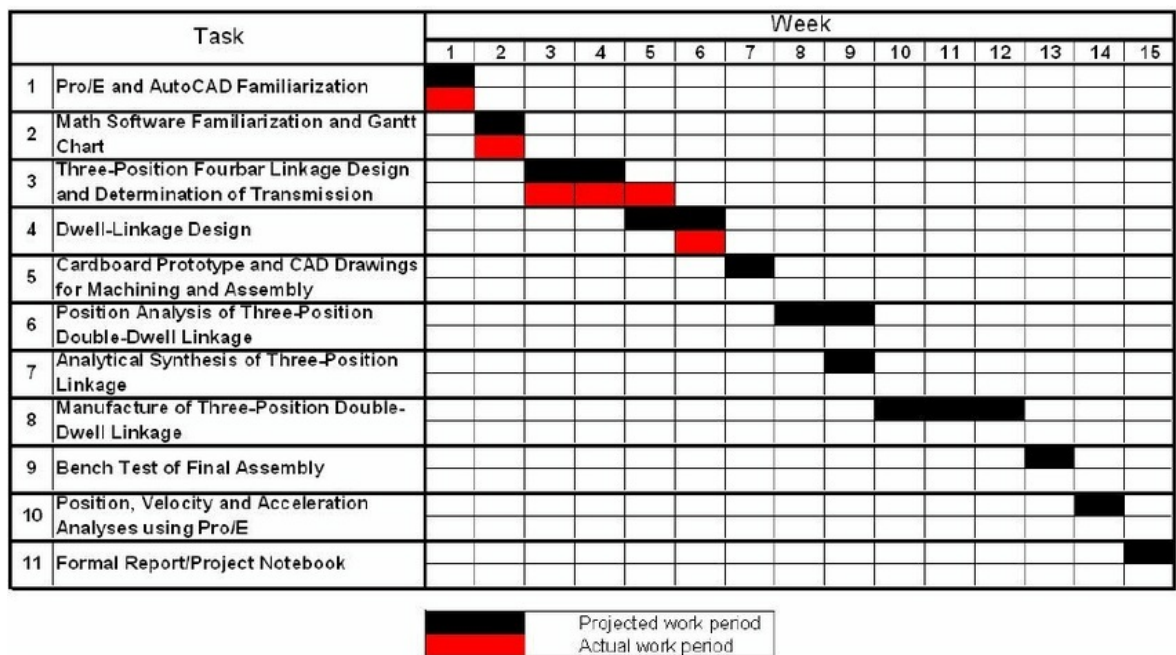 Task
Week
1 2 3 4 5 6 7 8 9 10 11 12 13 14 15
1 Pro/E and AutoCAD Familiarization
2 Math Software Familiarization and Gantt
Chart
3 Three-Position Fourbar Linkage Design
and Determination of Transmission
4 Dwell-Linkage Design
5 Cardboard Prototype and CAD Drawings
for Machining and Assembly
6 Position Analysis of Three-Position
Double-Dwell Linkage
7 Analytical Synthesis of Three-Position
Linkage
8 Manufacture of Three-Position Double-
Dwell Linkage
9 Bench Test of Final Assembly
10 Position, Velocity and Acceleration
Analyses using Pro/E
11 Formal Report/Project Notebook
Projected work period
Actual work period